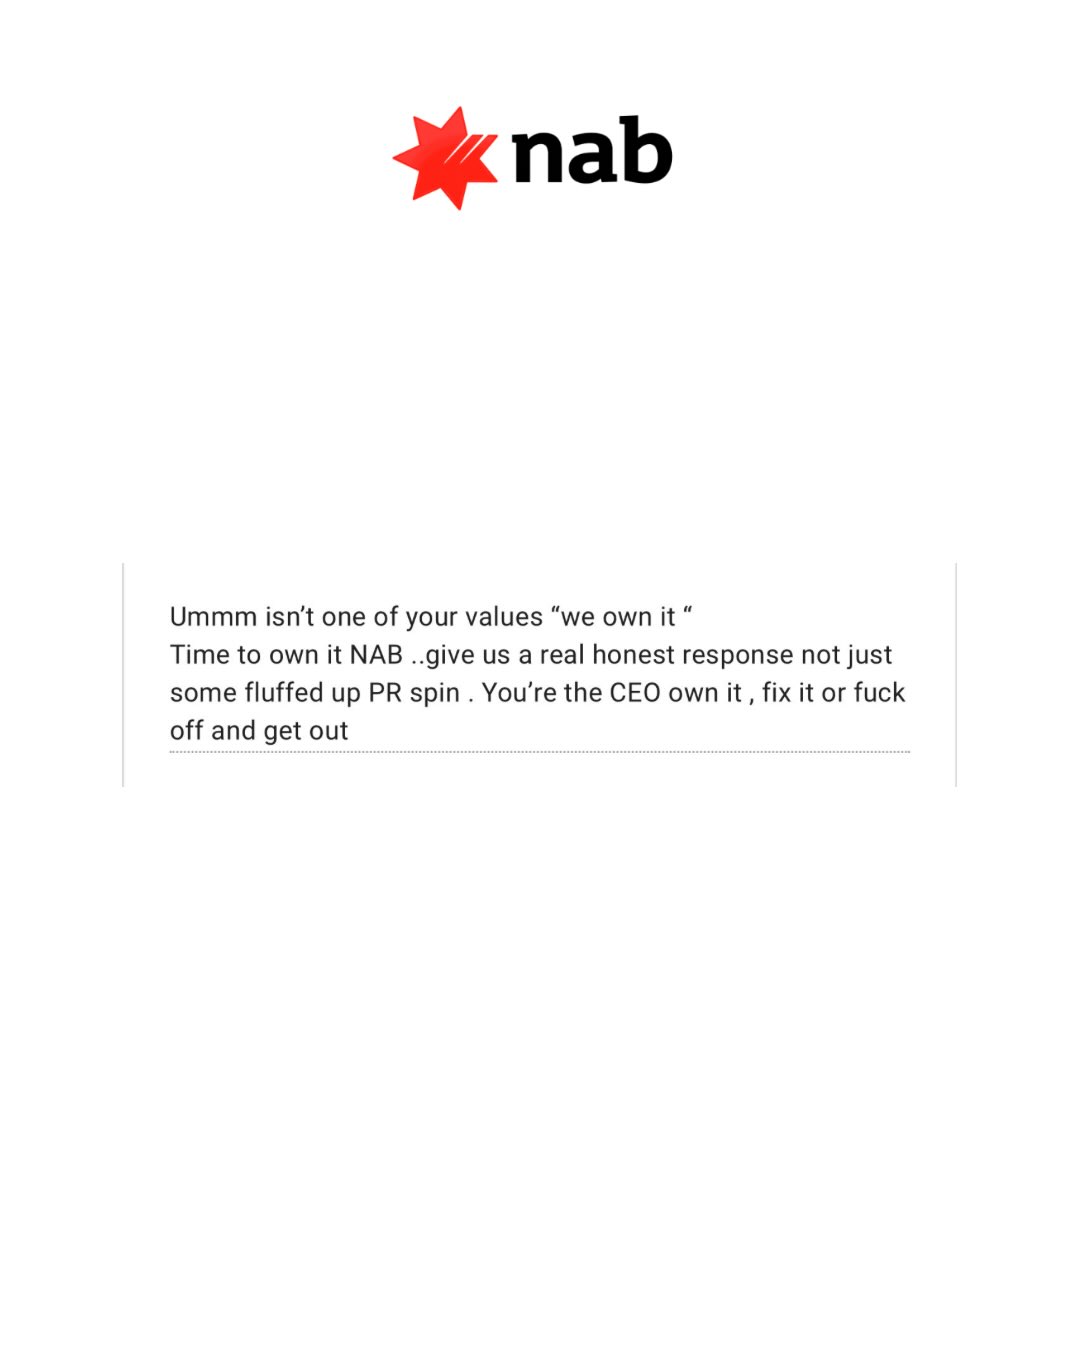 nab
Ummm isn’t one of your values “we own it “
Time to own it NAB ..give us a real honest response not just
some fluffed up PR spin . You’re the CEO own it , fix it or fuck
off and get out